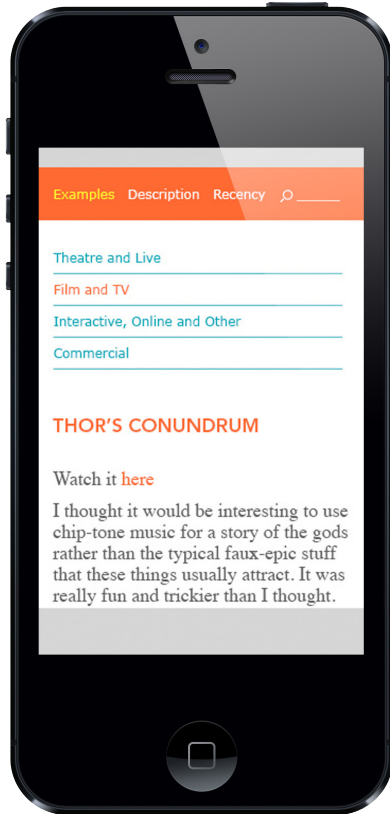 Examples Description Recency
Theatre and Live
Film and TV
Interactive, Online and Other
Commercial
THOR'S CONUNDRUM
Watch it here
I thought it would be interesting to use
chip-tone music for a story of the gods
rather than the typical faux-epic stuff
that these things usually attract. It was
really fun and trickier than I thought.